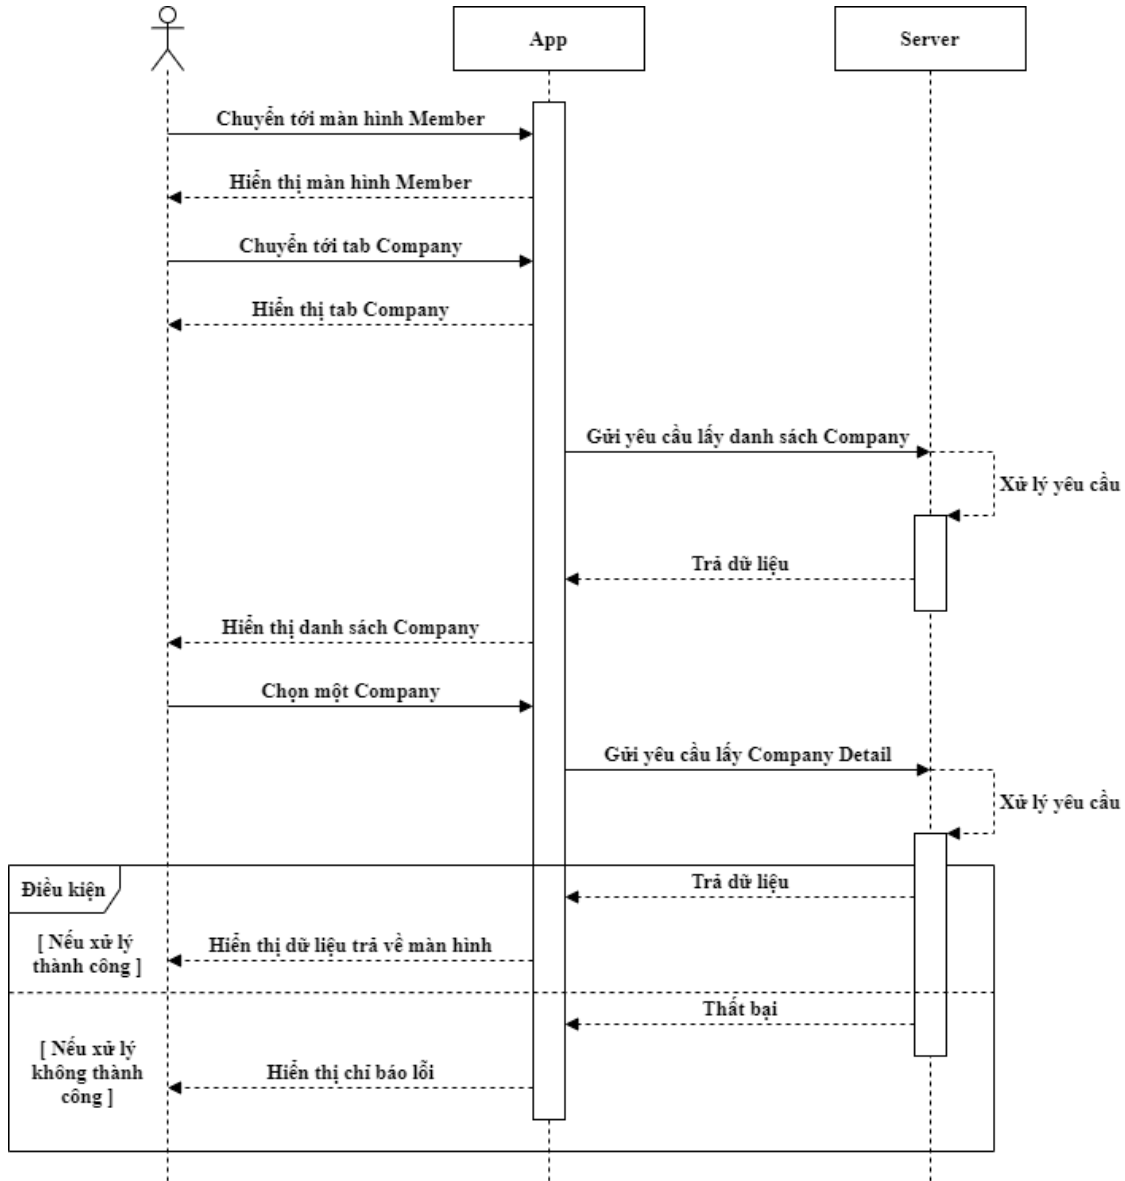 App
Server
Chuyển tới màn hình Member
Hiển thị màn hình Member
Chuyển tới tab Company
Hiển thị tab Company
Gửi yêu cầu lấy danh sách Company
Xử lý yêu cầu
Trả dữ liệu
Hiển thị danh sách Company
Chọn một Company
Gửi yêu cầu lấy Company Detail
Xử lý yêu cầu
Điều kiện
Trả dữ liệu
[ Nếu xử lý
thành công ]
Hiển thị dữ liệu trả về màn hình
Thất bại
[ Nếu xử lý
không thành
công ]
Hiển thị chỉ báo lỗi